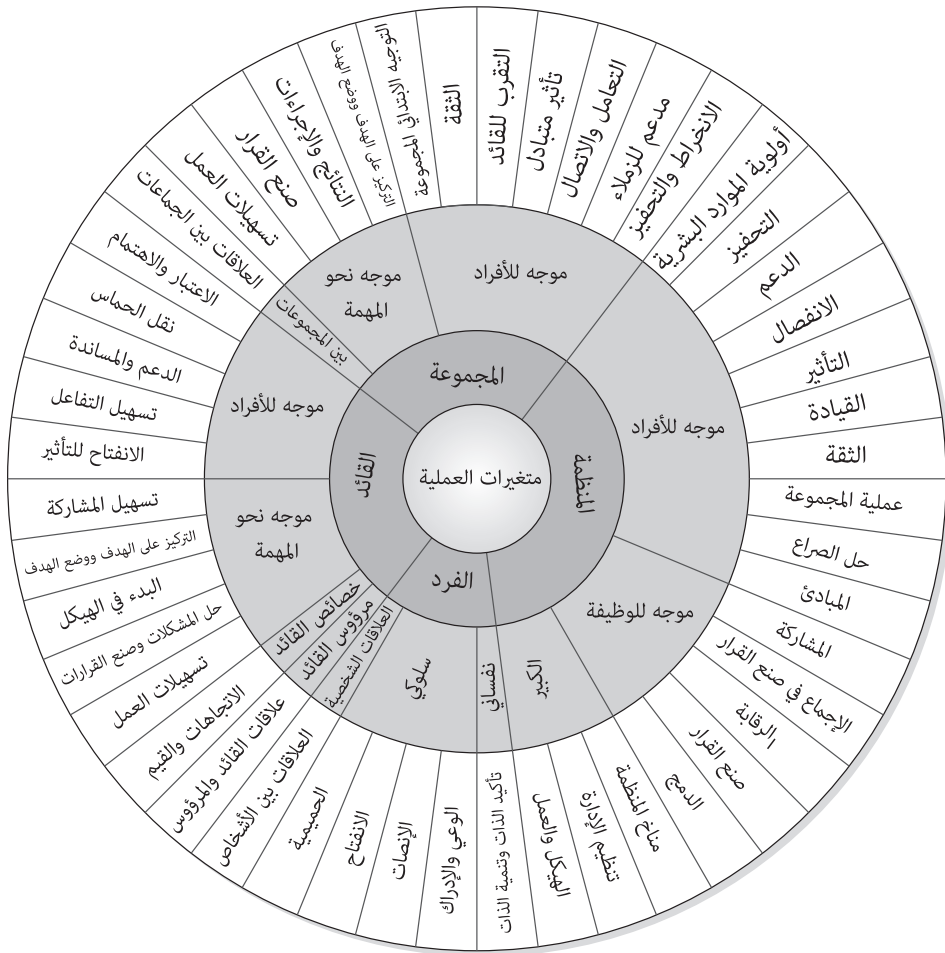 متغيرات العملية
المجموعة
المنظمة
الفرد
القائد
موجه للأفراد
موجه للأفراد
موجه للوظيفة
الكبير
نفساني
سلوكي
العلاقات الشخصية
مرؤوس القائد
خصائص القائد
موجه نحو
المهمة
موجه للأفراد
بين المجموعات
موجه نحو
المهمة
التقرب للقائد
تأثير متبادل
التعامل والاتصال
مدعم للزملاء
الانخراط والتحفيز
أولوية الموارد البشرية
التحفيز
الدعم
الانفصال
التأثير
القيادة
الثقة
عملية المجموعة
حل الصراع
المبادئ
المشاركة
الإجماع في صنع القرار
الرقابة
صنع القرار
الدمج
مناخ المنظمة
تنظيم الإدارة
الهيكل والعمل
تأكيد الذات وتنمية الذات
الوعي والإدراك
الإنصات
الانفتاح
الحميمية
العلاقات بين الأشخاص
علاقات القائد والمرؤوس
الاتجاهات والقيم
تسهيلات العمل
حل المشكلات وصنع القرارات
البدء في الهيكل
التركيز على الهدف ووضع الهدف
تسهيل المشاركة
الانفتاح للتأثير
تسهيل التفاعل
الدعم والمساندة
نقل الحماس
الاعتبار والاهتمام
العلاقات بين الجماعات
تسهيلات العمل
صنع القرار
النتائج والإجراءات
التركيز على الهدف ووضع الهدف
التوجيه الابتدائي المجموعة
الثقة